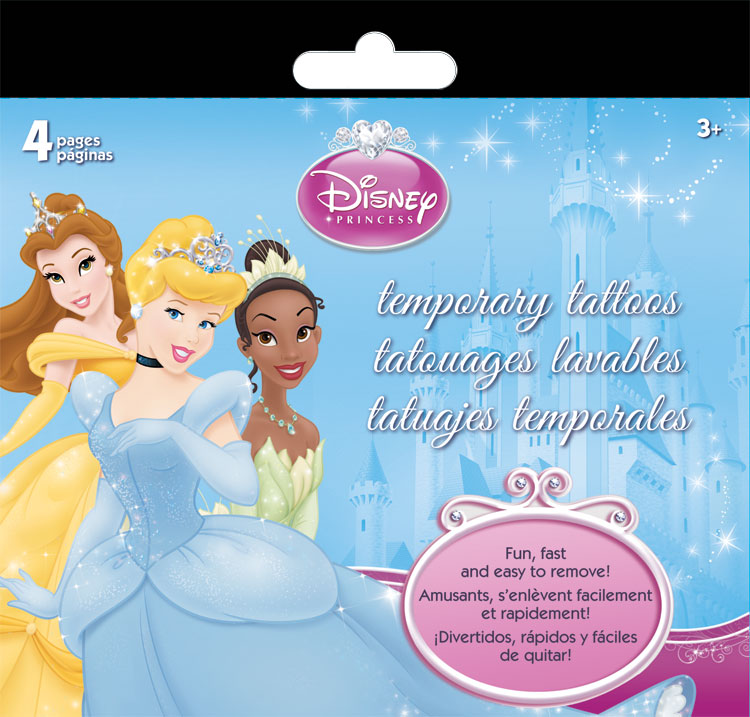 4 pages
páginas
3+
Disney
PRINCESS
temporary tattoos
tatouages lavables
tatuajes temporales
Fun, fast
and easy to remove!
Amusants, s'enlèvent facilement
et rapidement!
¡Divertidos, rápidos y fáciles
de quitar!